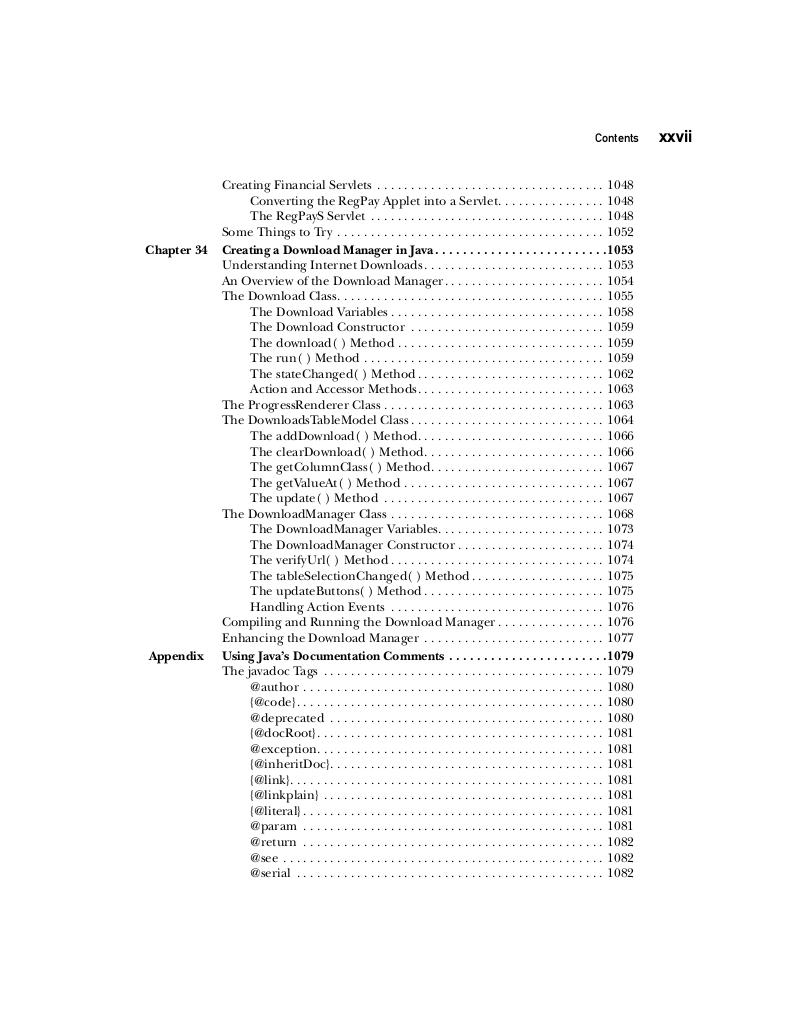 Contents xxvii
Creating Financial Servlets . . . . . . . . . . . . . . . . . . . . . . . . . . . . . . . . . . 1048
Converting the RegPay Applet into a Servlet. . . . . . . . . . . . . . . . 1048
The RegPayS Servlet . . . . . . . . . . . . . . . . . . . . . . . . . . . . . . . . . . . 1048
Some Things to Try . . . . . . . . . . . . . . . . . . . . . . . . . . . . . . . . . . . . . . . . 1052
Chapter 34 Creating a Download Manager in Java . . . . . . . . . . . . . . . . . . . . . . . . .1053
Understanding Internet Downloads . . . . . . . . . . . . . . . . . . . . . . . . . . . 1053
An Overview of the Download Manager . . . . . . . . . . . . . . . . . . . . . . . . 1054
The Download Class. . . . . . . . . . . . . . . . . . . . . . . . . . . . . . . . . . . . . . . . 1055
The Download Variables . . . . . . . . . . . . . . . . . . . . . . . . . . . . . . . . 1058
The Download Constructor . . . . . . . . . . . . . . . . . . . . . . . . . . . . . 1059
The download( ) Method . . . . . . . . . . . . . . . . . . . . . . . . . . . . . . . 1059
The run( ) Method . . . . . . . . . . . . . . . . . . . . . . . . . . . . . . . . . . . . 1059
The stateChanged( ) Method . . . . . . . . . . . . . . . . . . . . . . . . . . . . 1062
Action and Accessor Methods. . . . . . . . . . . . . . . . . . . . . . . . . . . . 1063
The ProgressRenderer Class . . . . . . . . . . . . . . . . . . . . . . . . . . . . . . . . . 1063
The DownloadsTableModel Class . . . . . . . . . . . . . . . . . . . . . . . . . . . . . 1064
The addDownload( ) Method. . . . . . . . . . . . . . . . . . . . . . . . . . . . 1066
The clearDownload( ) Method. . . . . . . . . . . . . . . . . . . . . . . . . . . 1066
The getColumnClass( ) Method. . . . . . . . . . . . . . . . . . . . . . . . . . 1067
The getValueAt( ) Method . . . . . . . . . . . . . . . . . . . . . . . . . . . . . . 1067
The update( ) Method . . . . . . . . . . . . . . . . . . . . . . . . . . . . . . . . . 1067
The DownloadManager Class . . . . . . . . . . . . . . . . . . . . . . . . . . . . . . . . 1068
The DownloadManager Variables. . . . . . . . . . . . . . . . . . . . . . . . . 1073
The DownloadManager Constructor . . . . . . . . . . . . . . . . . . . . . . 1074
The verifyUrl( ) Method . . . . . . . . . . . . . . . . . . . . . . . . . . . . . . . . 1074
The tableSelectionChanged( ) Method . . . . . . . . . . . . . . . . . . . . 1075
The updateButtons( ) Method . . . . . . . . . . . . . . . . . . . . . . . . . . . 1075
Handling Action Events . . . . . . . . . . . . . . . . . . . . . . . . . . . . . . . . 1076
Compiling and Running the Download Manager . . . . . . . . . . . . . . . . 1076
Enhancing the Download Manager . . . . . . . . . . . . . . . . . . . . . . . . . . . 1077
Appendix Using Java’s Documentation Comments . . . . . . . . . . . . . . . . . . . . . . .1079
The javadoc Tags . . . . . . . . . . . . . . . . . . . . . . . . . . . . . . . . . . . . . . . . . . 1079
@author . . . . . . . . . . . . . . . . . . . . . . . . . . . . . . . . . . . . . . . . . . . . . 1080
{@code}. . . . . . . . . . . . . . . . . . . . . . . . . . . . . . . . . . . . . . . . . . . . . . 1080
@deprecated . . . . . . . . . . . . . . . . . . . . . . . . . . . . . . . . . . . . . . . . . 1080
{@docRoot}. . . . . . . . . . . . . . . . . . . . . . . . . . . . . . . . . . . . . . . . . . . 1081
@exception. . . . . . . . . . . . . . . . . . . . . . . . . . . . . . . . . . . . . . . . . . . 1081
{@inheritDoc}. . . . . . . . . . . . . . . . . . . . . . . . . . . . . . . . . . . . . . . . . 1081
{@link}. . . . . . . . . . . . . . . . . . . . . . . . . . . . . . . . . . . . . . . . . . . . . . . 1081
{@linkplain} . . . . . . . . . . . . . . . . . . . . . . . . . . . . . . . . . . . . . . . . . . 1081
{@literal} . . . . . . . . . . . . . . . . . . . . . . . . . . . . . . . . . . . . . . . . . . . . . 1081
@param . . . . . . . . . . . . . . . . . . . . . . . . . . . . . . . . . . . . . . . . . . . . . 1081
@return . . . . . . . . . . . . . . . . . . . . . . . . . . . . . . . . . . . . . . . . . . . . . 1082
@see . . . . . . . . . . . . . . . . . . . . . . . . . . . . . . . . . . . . . . . . . . . . . . . . 1082
@serial . . . . . . . . . . . . . . . . . . . . . . . . . . . . . . . . . . . . . . . . . . . . . . 1082